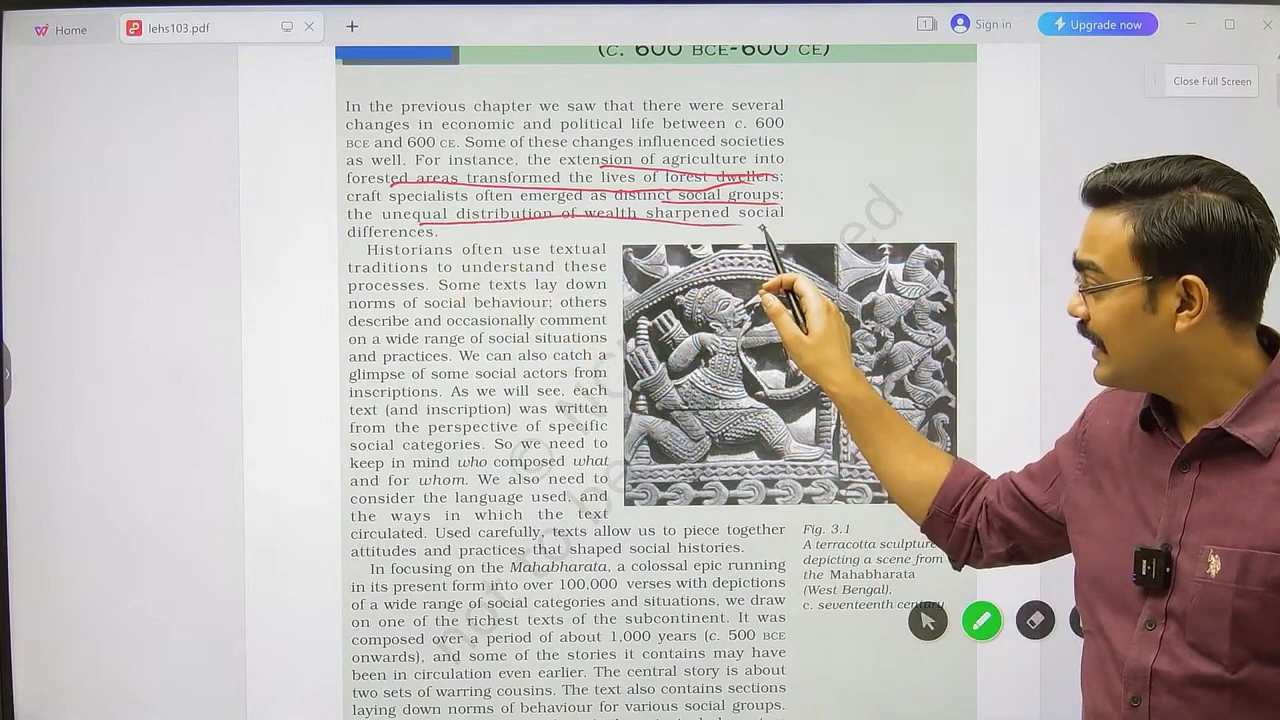 Home
lehs103.pdf
1
Sign in
Upgrade now
Close Full Screen
(C. 600 BCE-600 CE)
In the previous chapter we saw that there were several
changes in economic and political life between c. 600
BCE and 600 CE. Some of these changes influenced societies
as well. For instance, the extension of agriculture into
forested areas transformed the lives of forest dwellers;
craft specialists often emerged as distinct social groups;
the unequal distribution of wealth sharpened social
differences.
Historians often use textual
traditions to understand these
processes. Some texts lay down
norms of social behaviour; others
describe and occasionally comment
on a wide range of social situations
and practices. We can also catch a
glimpse of some social actors from
inscriptions. As we will see, each
text (and inscription) was written
from the perspective of specific
social categories. So we need to
keep in mind who composed what
and for whom. We also need to
consider the language used, and
the ways in which the text
circulated. Used carefully, texts allow us to piece together
attitudes and practices that shaped social histories.
In focusing on the Mahabharata, a colossal epic running
in its present form into over 100,000 verses with depictions
of a wide range of social categories and situations, we draw
on one of the richest texts of the subcontinent. It was
composed over a period of about 1,000 years (c. 500 BCE
onwards), and some of the stories it contains may have
been in circulation even earlier. The central story is about
two sets of warring cousins. The text also contains sections
laying down norms of behaviour for various social groups.
Fig. 3.1
A terracotta sculpture
depicting a scene from
the Mahabharata
(West Bengal),
c. seventeenth century